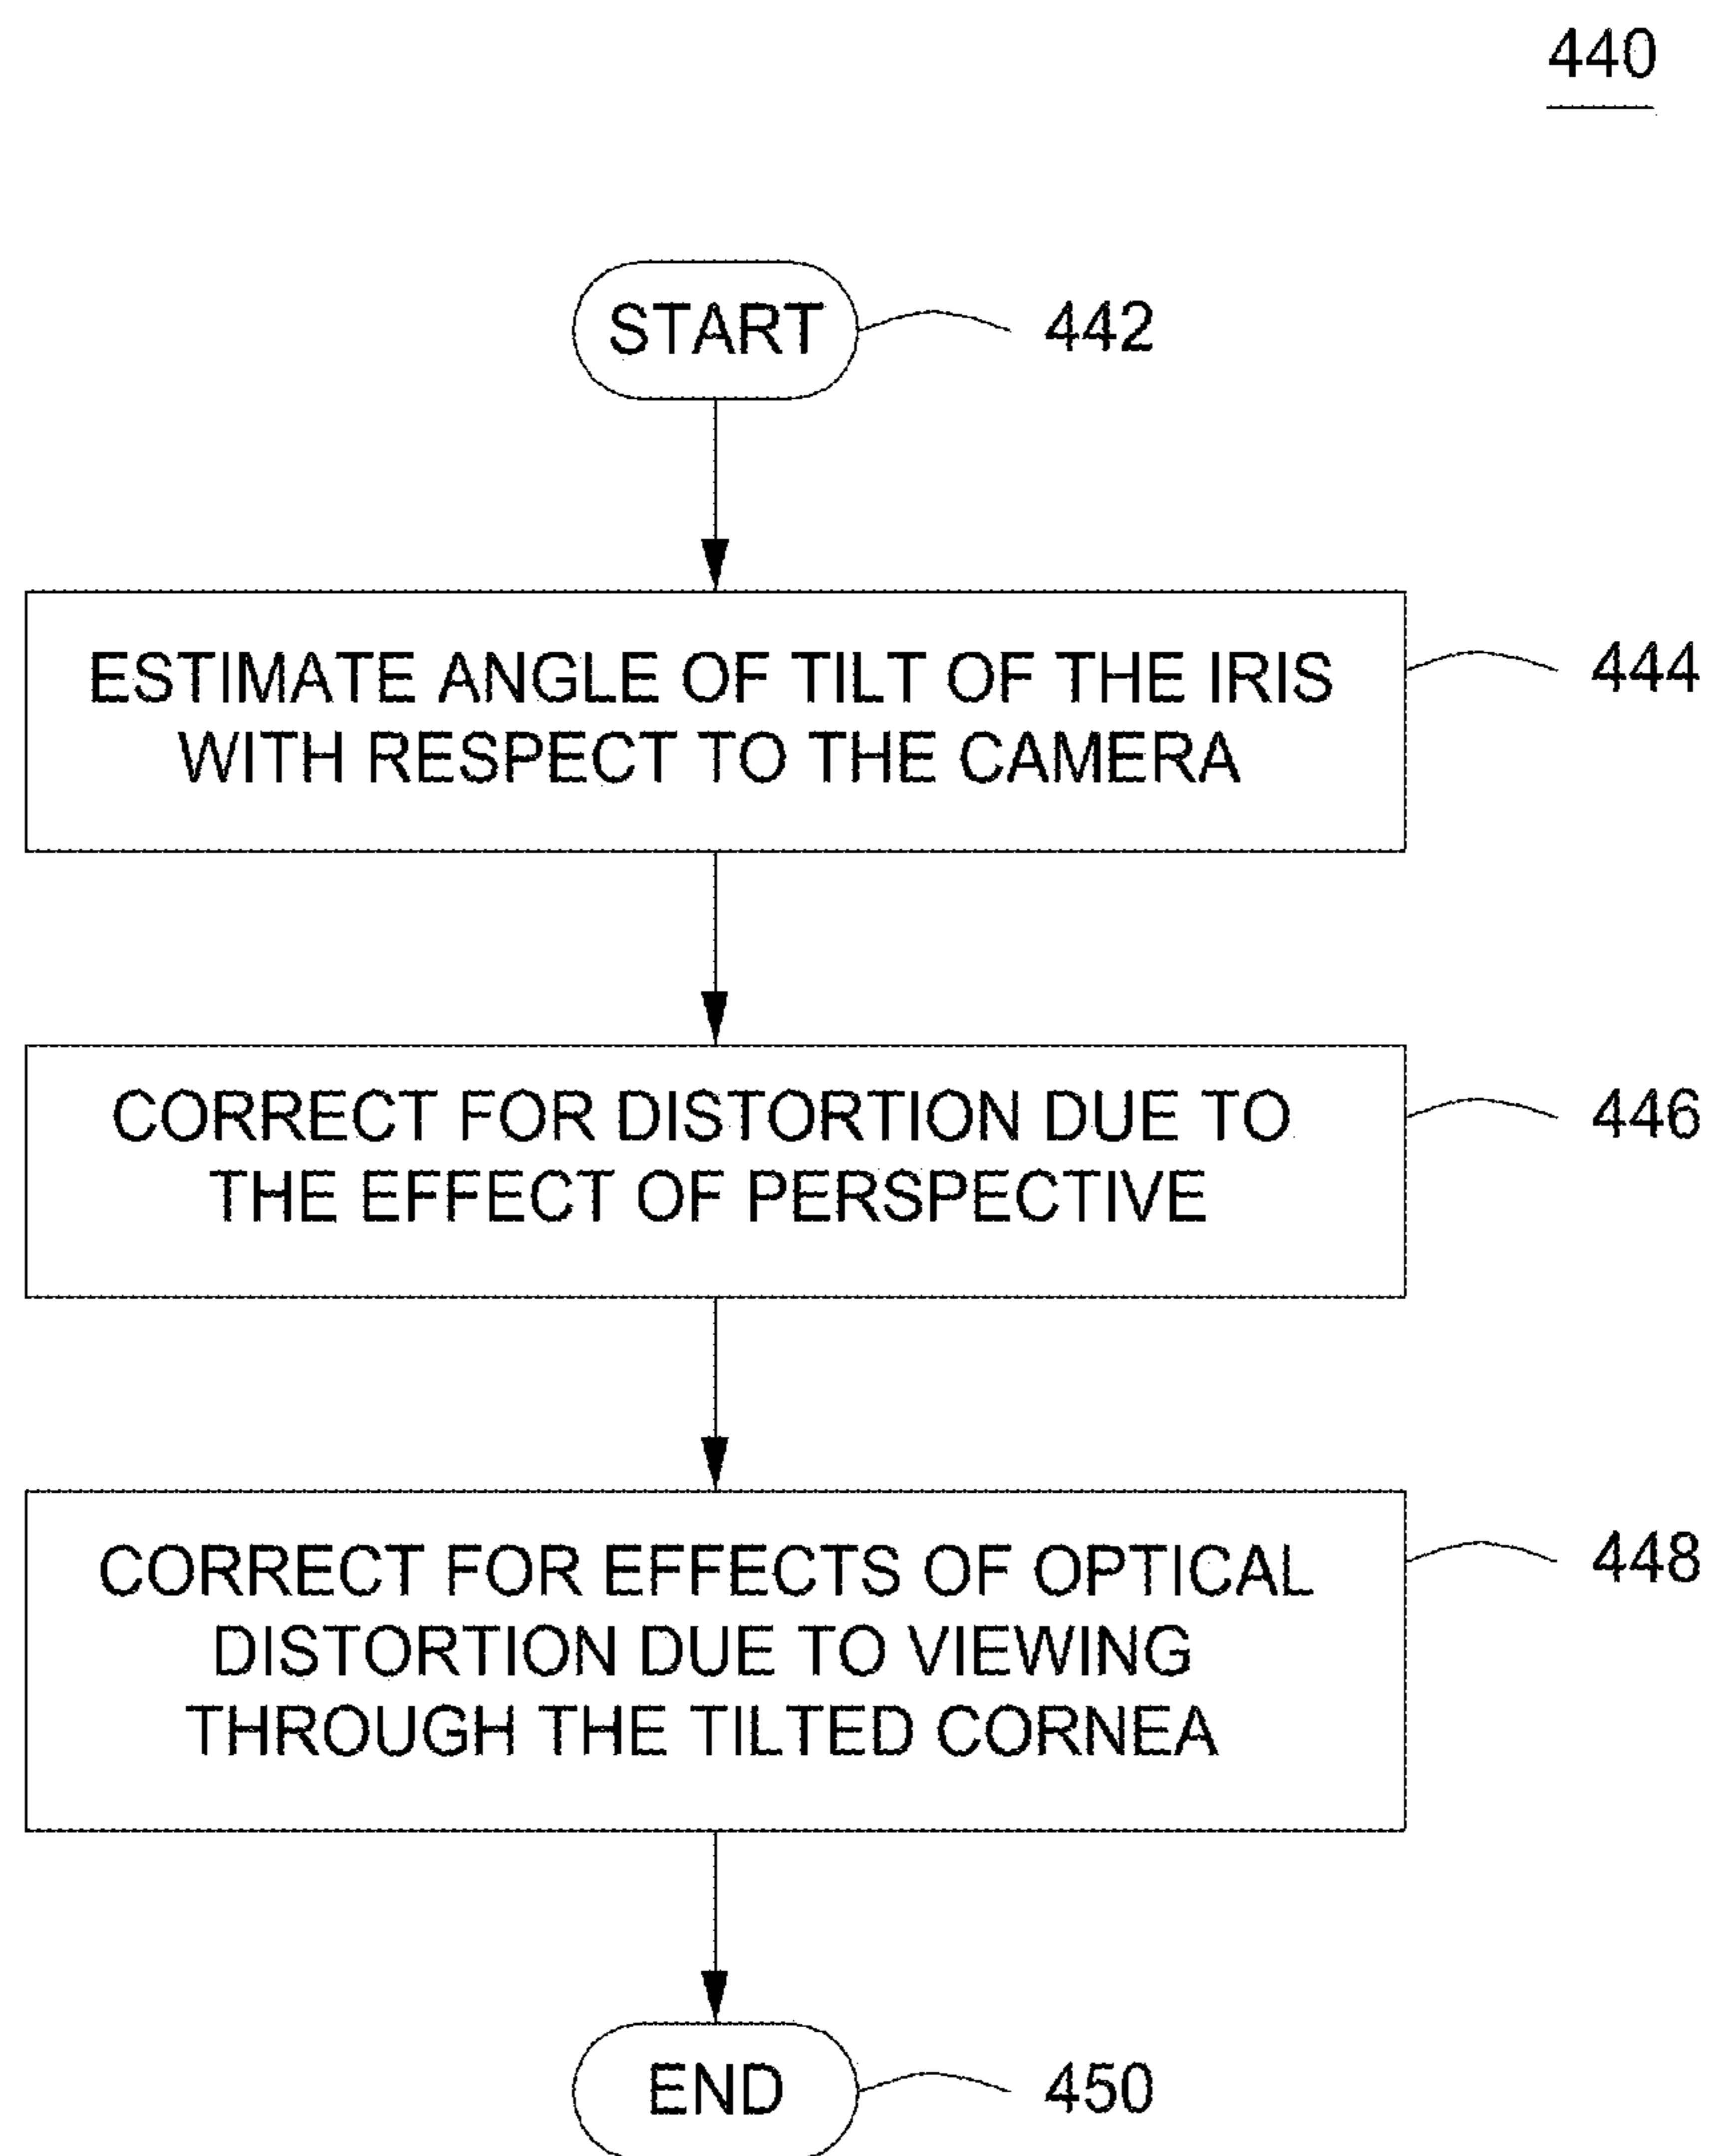 440
START
442
ESTIMATE ANGLE OF TILT OF THE IRIS
WITH RESPECT TO THE CAMERA
444
CORRECT FOR DISTORTION DUE TO
THE EFFECT OF PERSPECTIVE
446
CORRECT FOR EFFECTS OF OPTICAL
DISTORTION DUE TO VIEWING
THROUGH THE TILTED CORNEA
448
END
450